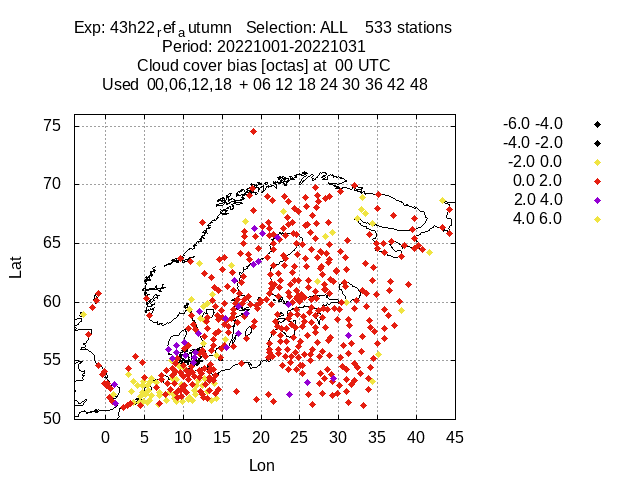 Exp: 43h22ref autumn Selection: ALL 533 stations
Period: 20221001-20221031
Cloud cover bias [octas] at 00 UTC
Used 00,06,12,18 + 06 12 18 24 30 36 42 48
75
70
65
60
55
50
Lat
0 5 10 15 20 25 30 35 40 45
Lon
-6.0 -4.0
-4.0 -2.0
-2.0 0.0
0.0 2.0
2.0 4.0
4.0 6.0